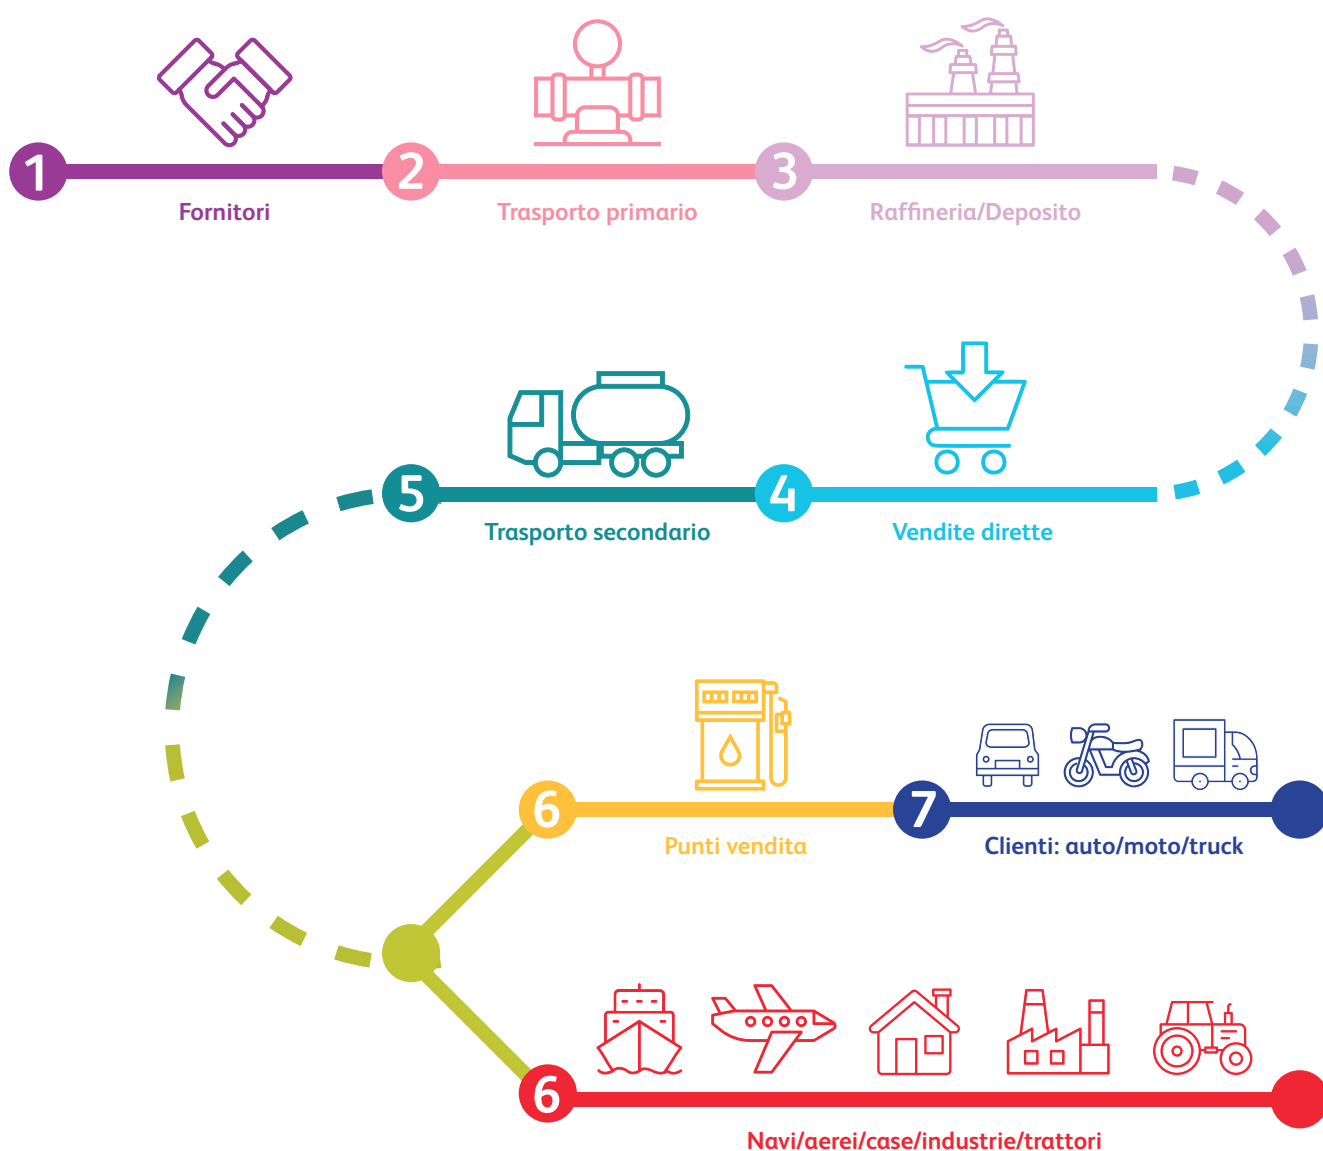 1
Fornitori
2
Trasporto primario
3
Raffineria/Deposito
4
Vendite dirette
5
Trasporto secondario
6
Punti vendita
7
Clienti: auto/moto/truck
6
Navi/aerei/case/industrie/trattori